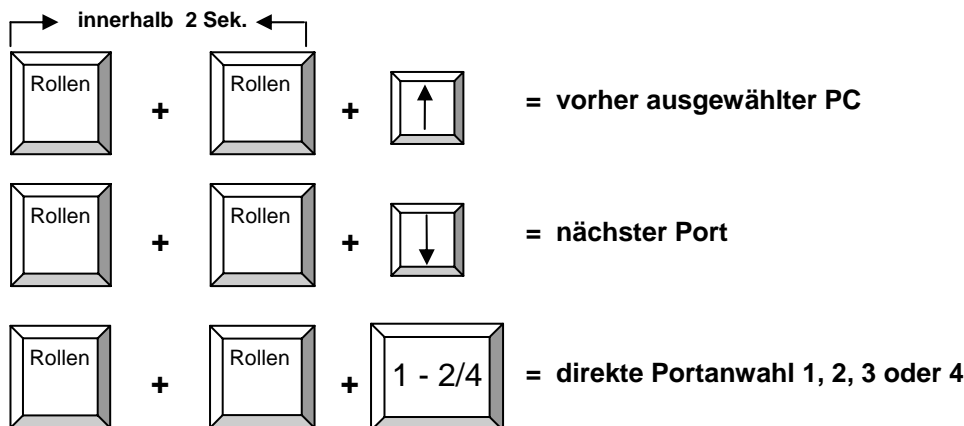 innerhalb 2 Sek.
Rollen + Rollen + ↑ = vorher ausgewählter PC
Rollen + Rollen + ↓ = nächster Port
Rollen + Rollen + 1 - 2/4 = direkte Portanwahl 1, 2, 3 oder 4